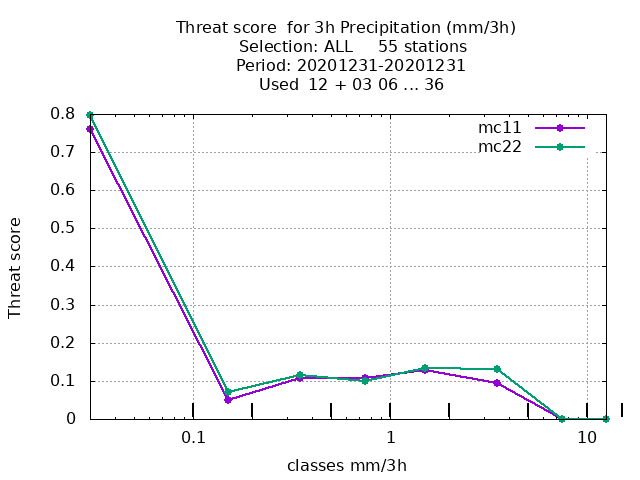 Threat score  for 3h Precipitation (mm/3h)
Selection: ALL     55 stations
Period: 20201231-20201231
Used  12 + 03 06 ... 36
mc11
mc22
0.8
0.7
0.6
0.5
0.4
0.3
0.2
0.1
0
Threat score
0.1
1
10
classes mm/3h